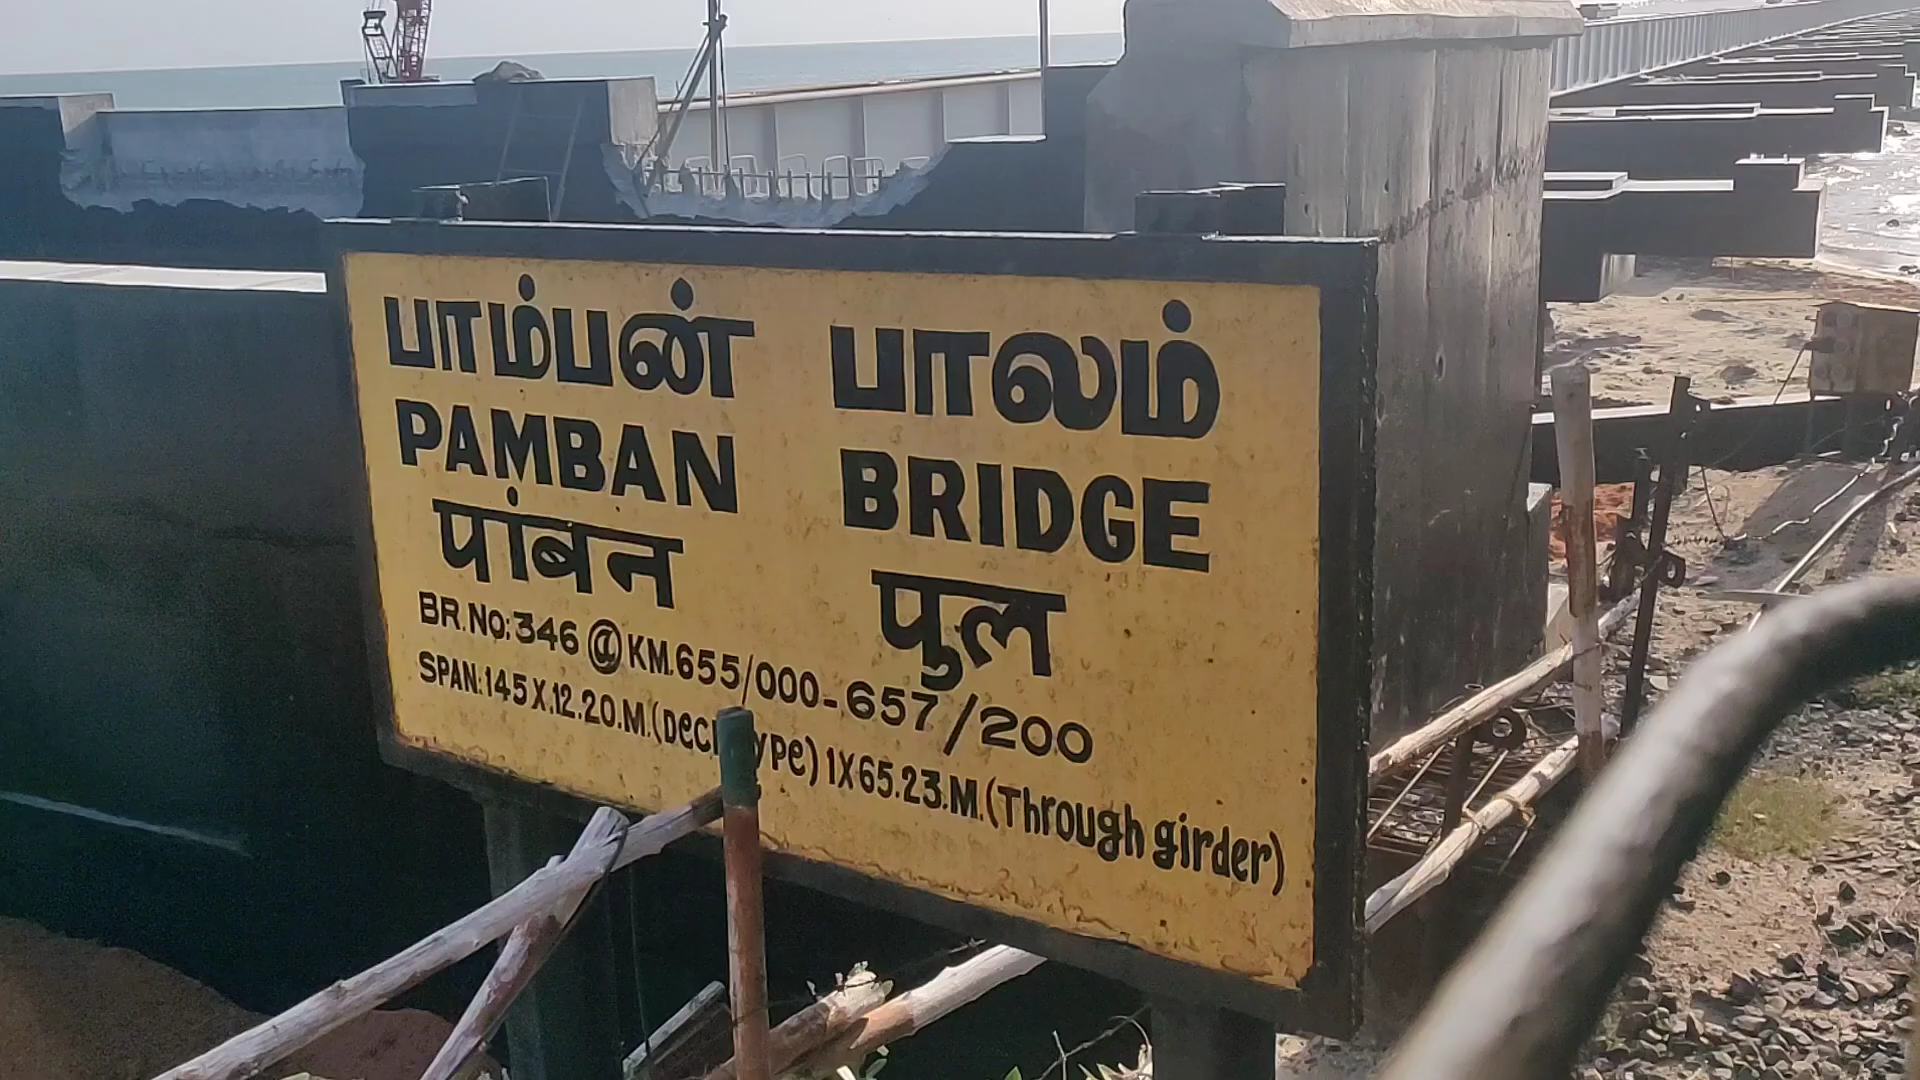 பாம்பன் பாலம்
PAMBAN BRIDGE
पांबन पुल
BR.No:346 @ KM.655/000-657/200
SPAN:145X.12.20.M.(Deck Type) 1X65.23.M.(Through girder)